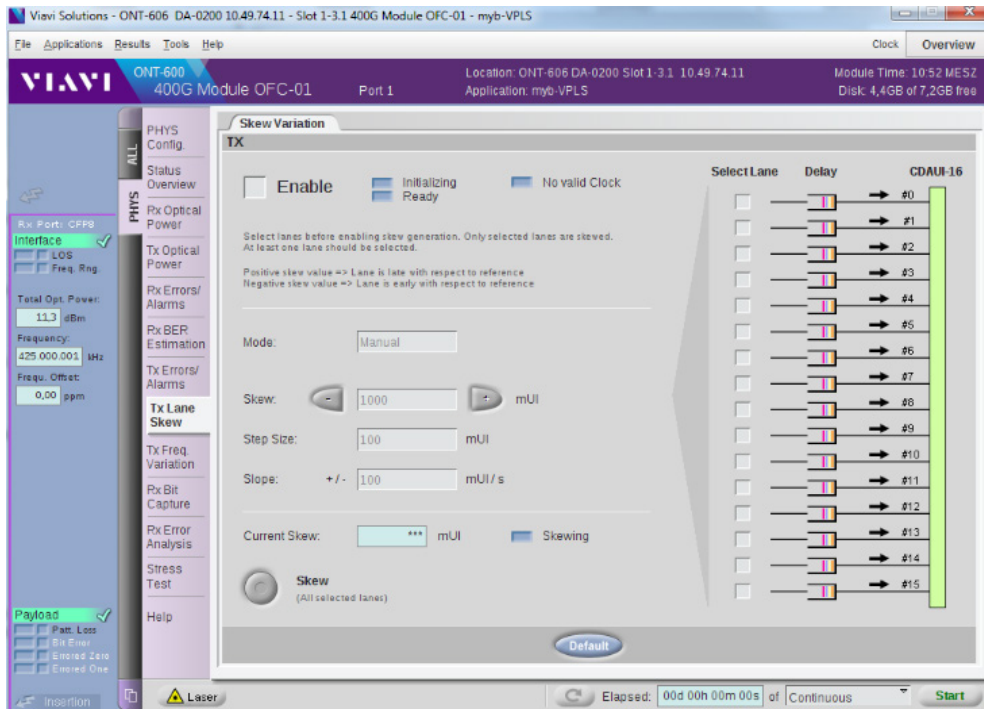 Viavi Solutions - ONT-606 DA-0200 10.49.74.11 - Slot 1-3.1 400G Module OFC-01 - myb-VPLS
File Applications Results Tools Help
Clock Overview
VIAVI
ONT-600
400G Module OFC-01 Port 1
Location: ONT-606 DA-0200 Slot 1-3.1 10.49.74.11
Application: myb-VPLS
Module Time: 10:52 MESZ
Disk: 4,4GB of 7,2GB free
Rx Port: CFP8
Interface
LOS
Freq. Rng.
Total Opt. Power:
11,3 dBm
Frequency:
425.000.001 kHz
Frequ. Offset:
0,00 ppm
Payload
Patt. Loss
Bit Error
Errored Zero
Errored One
Insertion
ALL
PHYS
PHYS
Config.
Status
Overview
Rx Optical
Power
Tx Optical
Power
Rx Errors/
Alarms
Rx BER
Estimation
Tx Errors/
Alarms
Tx Lane
Skew
Tx Freq.
Variation
Rx Bit
Capture
Rx Error
Analysis
Stress
Test
Help
Skew Variation
TX
Enable
Initializing
Ready
No valid Clock
Select lanes before enabling skew generation. Only selected lanes are skewed.
At least one lane should be selected.
Positive skew value => Lane is late with respect to reference
Negative skew value => Lane is early with respect to reference
Mode: Manual
Skew: - 1000 + mUI
Step Size: 100 mUI
Slope: +/- 100 mUI/s
Current Skew: *** mUI Skewing
Skew
(All selected lanes)
Select Lane Delay CDAUI-16
#0
#1
#2
#3
#4
#5
#6
#7
#8
#9
#10
#11
#12
#13
#14
#15
Default
Laser
Elapsed: 00d 00h 00m 00s of Continuous Start